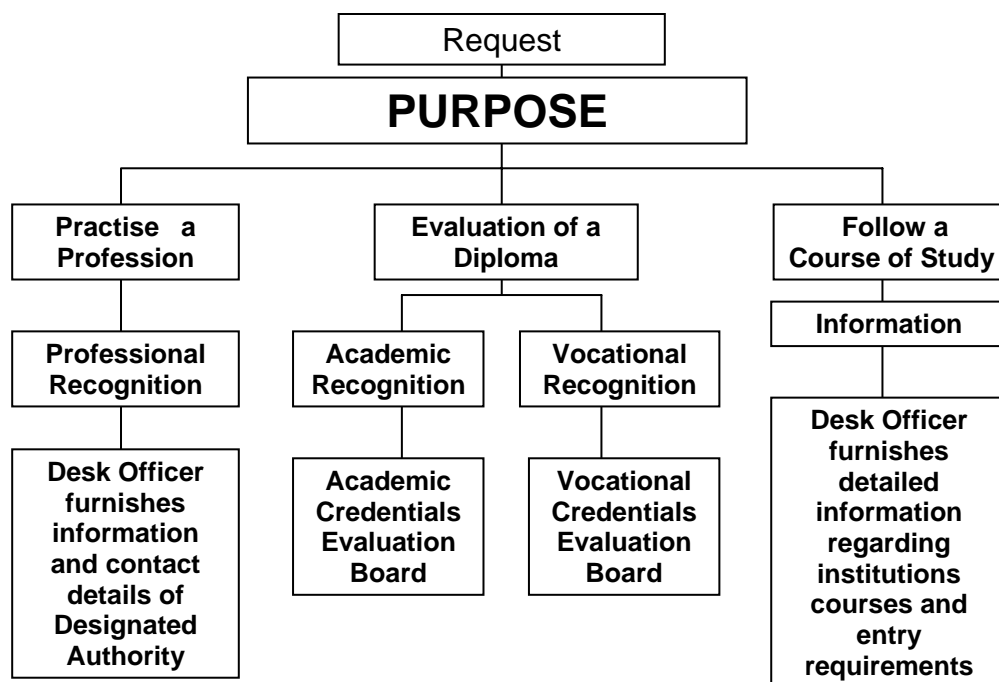 Request
PURPOSE
Practise a
Profession
Evaluation of a
Diploma
Follow a
Course of Study
Professional
Recognition
Academic
Recognition
Vocational
Recognition
Information
Desk Officer
furnishes
information
and contact
details of
Designated
Authority
Academic
Credentials
Evaluation
Board
Vocational
Credentials
Evaluation
Board
Desk Officer
furnishes
detailed
information
regarding
institutions
courses and
entry
requirements